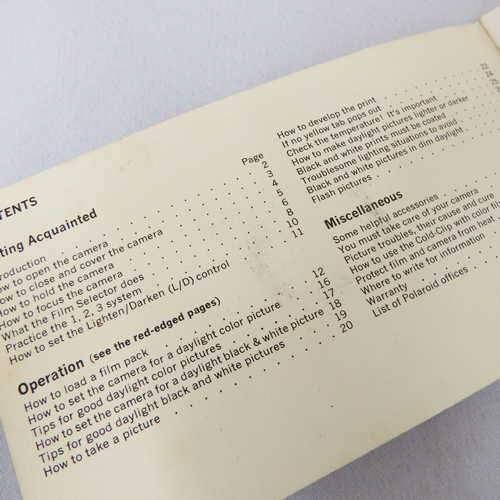 TENTS
Page
ting Acquainted
roduction . . . 2
ow to open the camera . . . 3
ow to close and cover the camera . . . 4
How to hold the camera . . . 5
How to focus the camera . . . 6
What the Film Selector does . . . 8
Practice the 1, 2, 3 system . . . 10
How to set the Lighten/Darken (L/D) control . . . 11
Operation (see the red-edged pages)
How to load a film pack . . . 12
How to set the camera for a daylight color picture . . . 16
Tips for good daylight color pictures . . . 17
How to set the camera for a daylight black & white picture 18
Tips for good daylight black and white pictures . . . 19
How to take a picture . . . 20
How to develop the print . . .
If no yellow tab pops out . . .
Check the temperature! It's important
How to make daylight pictures lighter or darker
Black and white prints must be coated
Troublesome lighting situations to avoid
Black and white pictures in dim daylight
Flash pictures . . .
Miscellaneous
Some helpful accessories . . .
You must take care of your camera
Picture troubles, their cause and cure
How to use the Cold-Clip with color film
Protect film and camera from heat
Where to write for information
Warranty . . .
List of Polaroid offices . . .